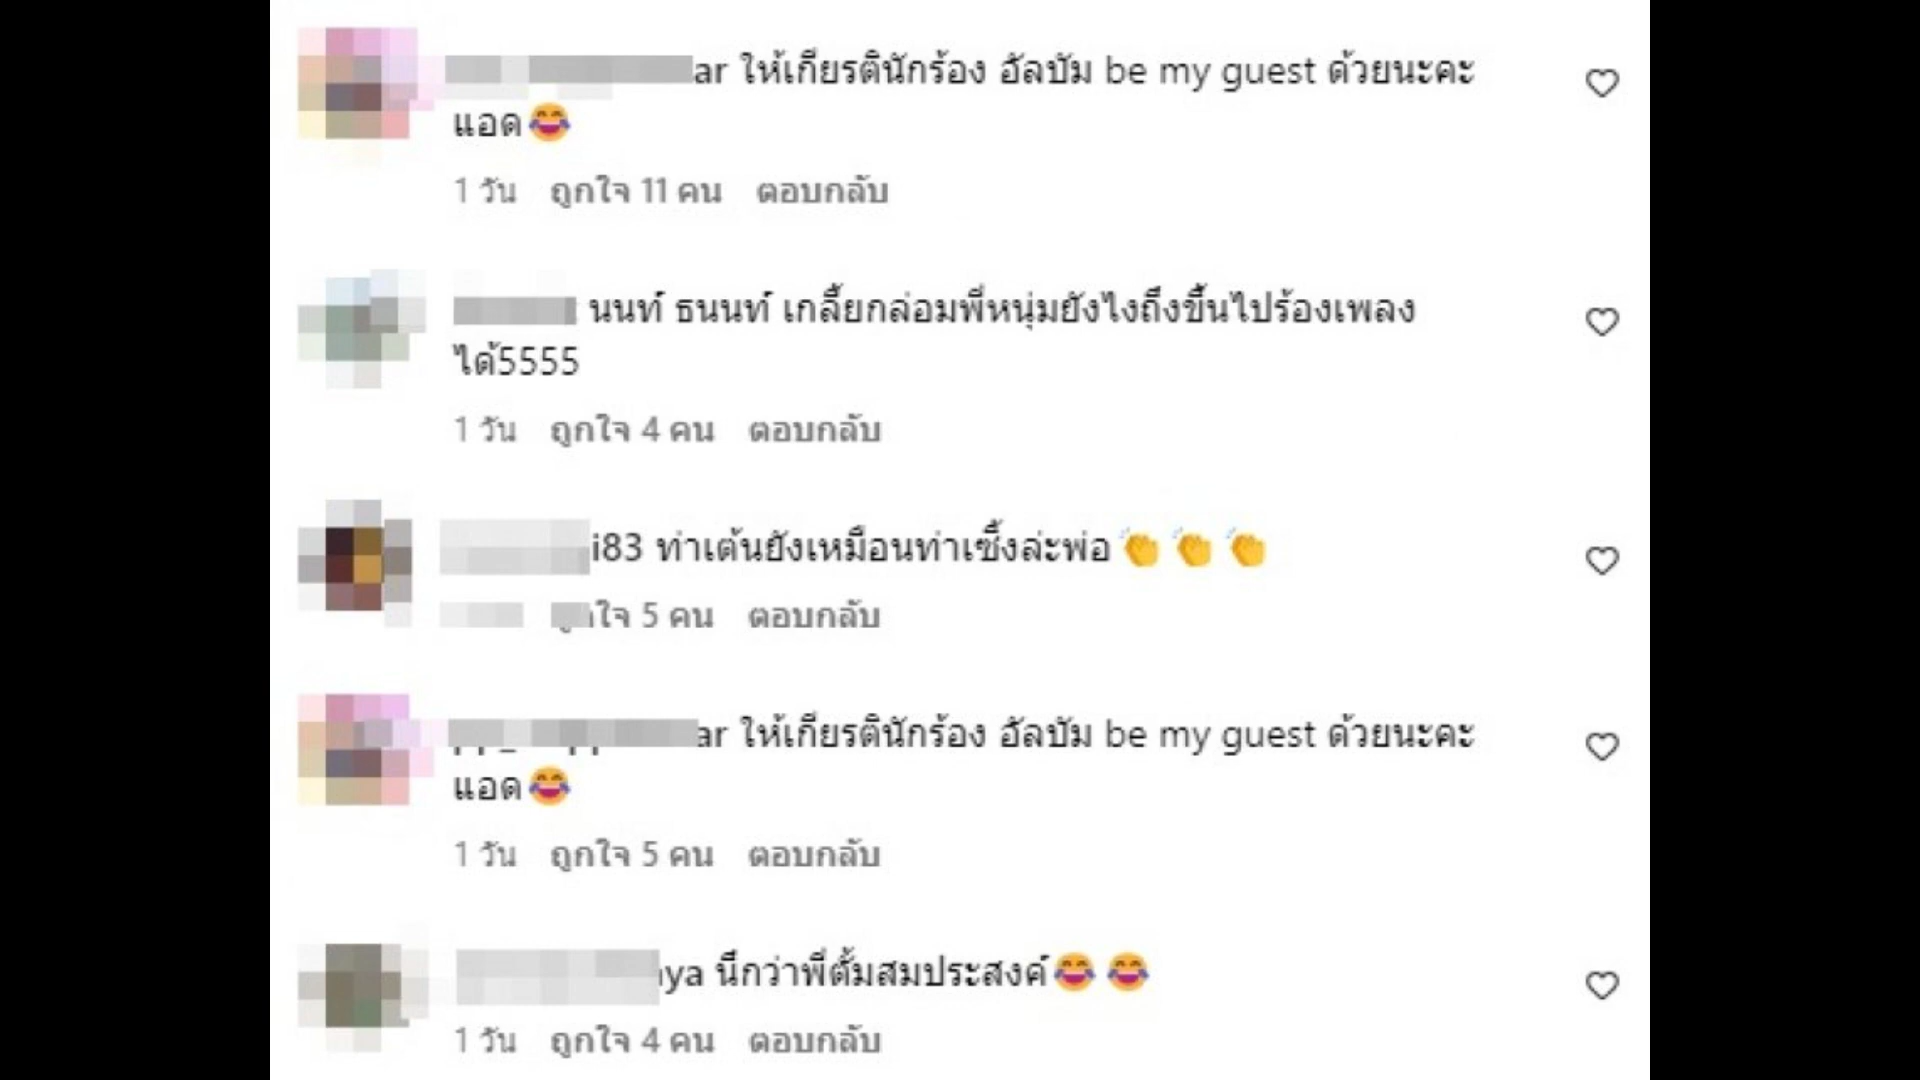 ar ให้เกียรตินักร้อง อัลบัม be my guest ด้วยนะคะ
แอด😂
1 วัน ถูกใจ 11 คน ตอบกลับ
นนท์ ธนนท์ เกลี้ยกล่อมพี่หนุ่มยังไงถึงขึ้นไปร้องเพลง
ได้5555
1 วัน ถูกใจ 4 คน ตอบกลับ
i83 ท่าเต้นยังเหมือนท่าเซิ้งล่ะพ่อ👏👏👏
5 คน ตอบกลับ
ar ให้เกียรตินักร้อง อัลบัม be my guest ด้วยนะคะ
แอด😂
1 วัน ถูกใจ 5 คน ตอบกลับ
ya นึกว่าพี่ตั้มสมประสงค์😂😂
1 วัน ถูกใจ 4 คน ตอบกลับ